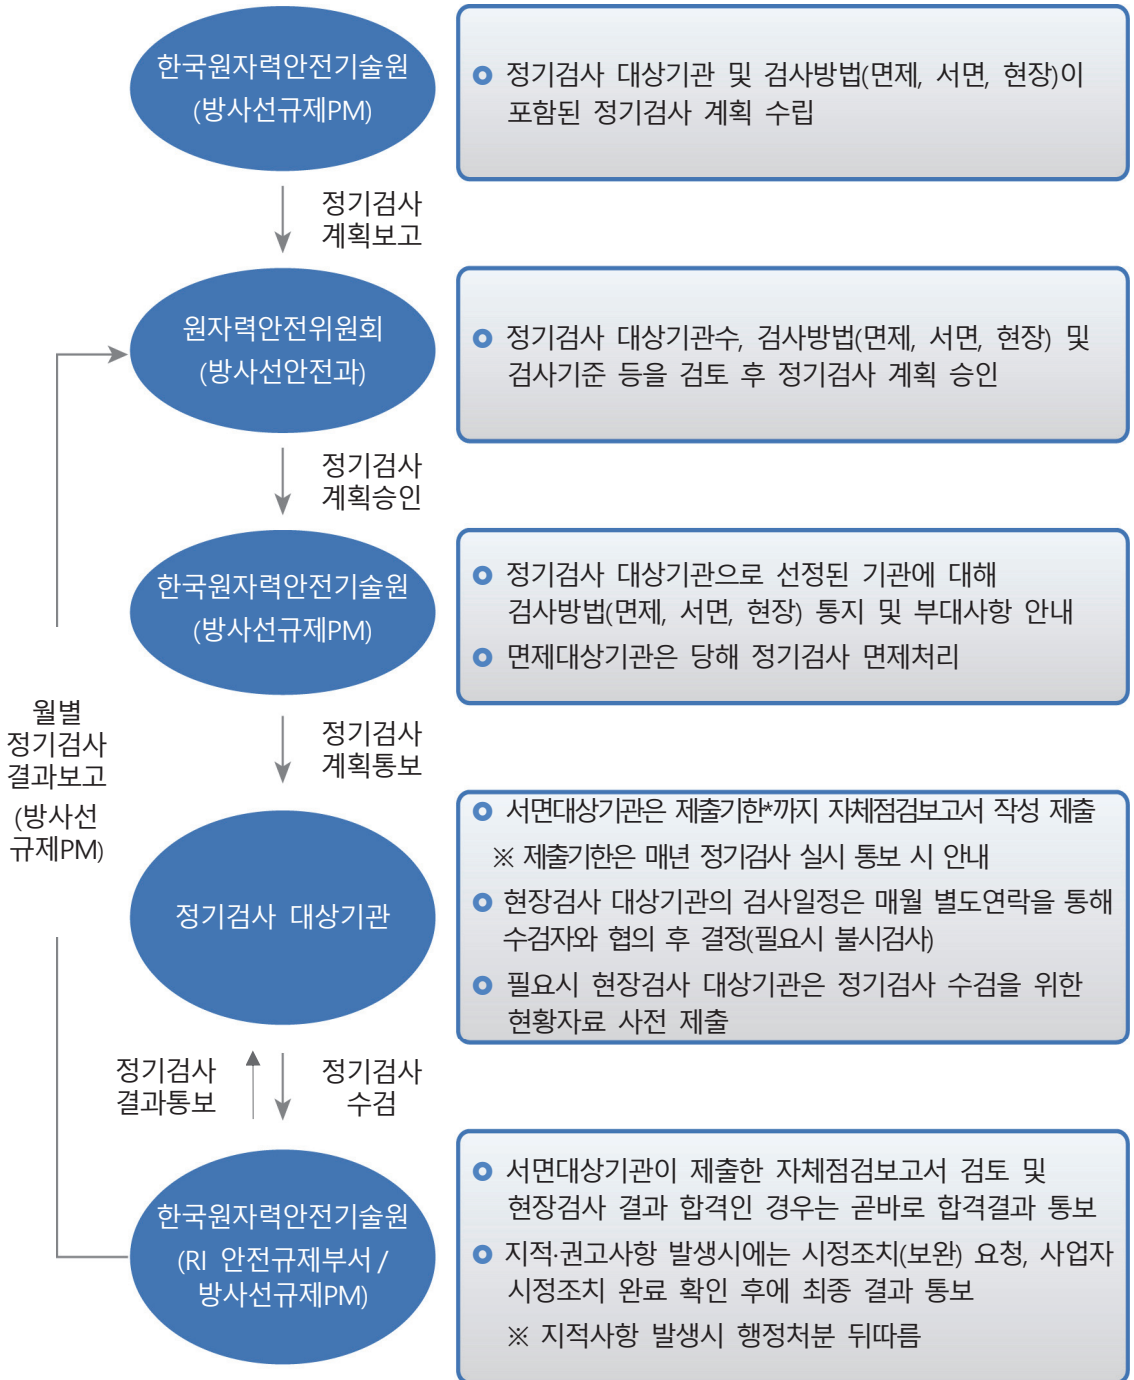 한국원자력안전기술원
(방사선규제PM)
정기검사 대상기관 및 검사방법(면제, 서면, 현장)이
포함된 정기검사 계획 수립
정기검사
계획보고
원자력안전위원회
(방사선안전과)
정기검사 대상기관수, 검사방법(면제, 서면, 현장) 및
검사기준 등을 검토 후 정기검사 계획 승인
정기검사
계획승인
한국원자력안전기술원
(방사선규제PM)
정기검사 대상기관으로 선정된 기관에 대해
검사방법(면제, 서면, 현장) 통지 및 부대사항 안내
면제대상기관은 당해 정기검사 면제처리
정기검사
계획통보
월별
정기검사
결과보고
(방사선
규제PM)
정기검사 대상기관
서면대상기관은 제출기한*까지 자체점검보고서 작성 제출
※ 제출기한은 매년 정기검사 실시 통보 시 안내
현장검사 대상기관의 검사일정은 매월 별도연락을 통해
수검자와 협의 후 결정(필요시 불시검사)
필요시 현장검사 대상기관은 정기검사 수검을 위한
현황자료 사전 제출
정기검사
결과통보
정기검사
수검
한국원자력안전기술원
(RI 안전규제부서 /
방사선규제PM)
서면대상기관이 제출한 자체점검보고서 검토 및
현장검사 결과 합격인 경우는 곧바로 합격결과 통보
지적·권고사항 발생시에는 시정조치(보완) 요청, 사업자
시정조치 완료 확인 후에 최종 결과 통보
※ 지적사항 발생시 행정처분 뒤따름